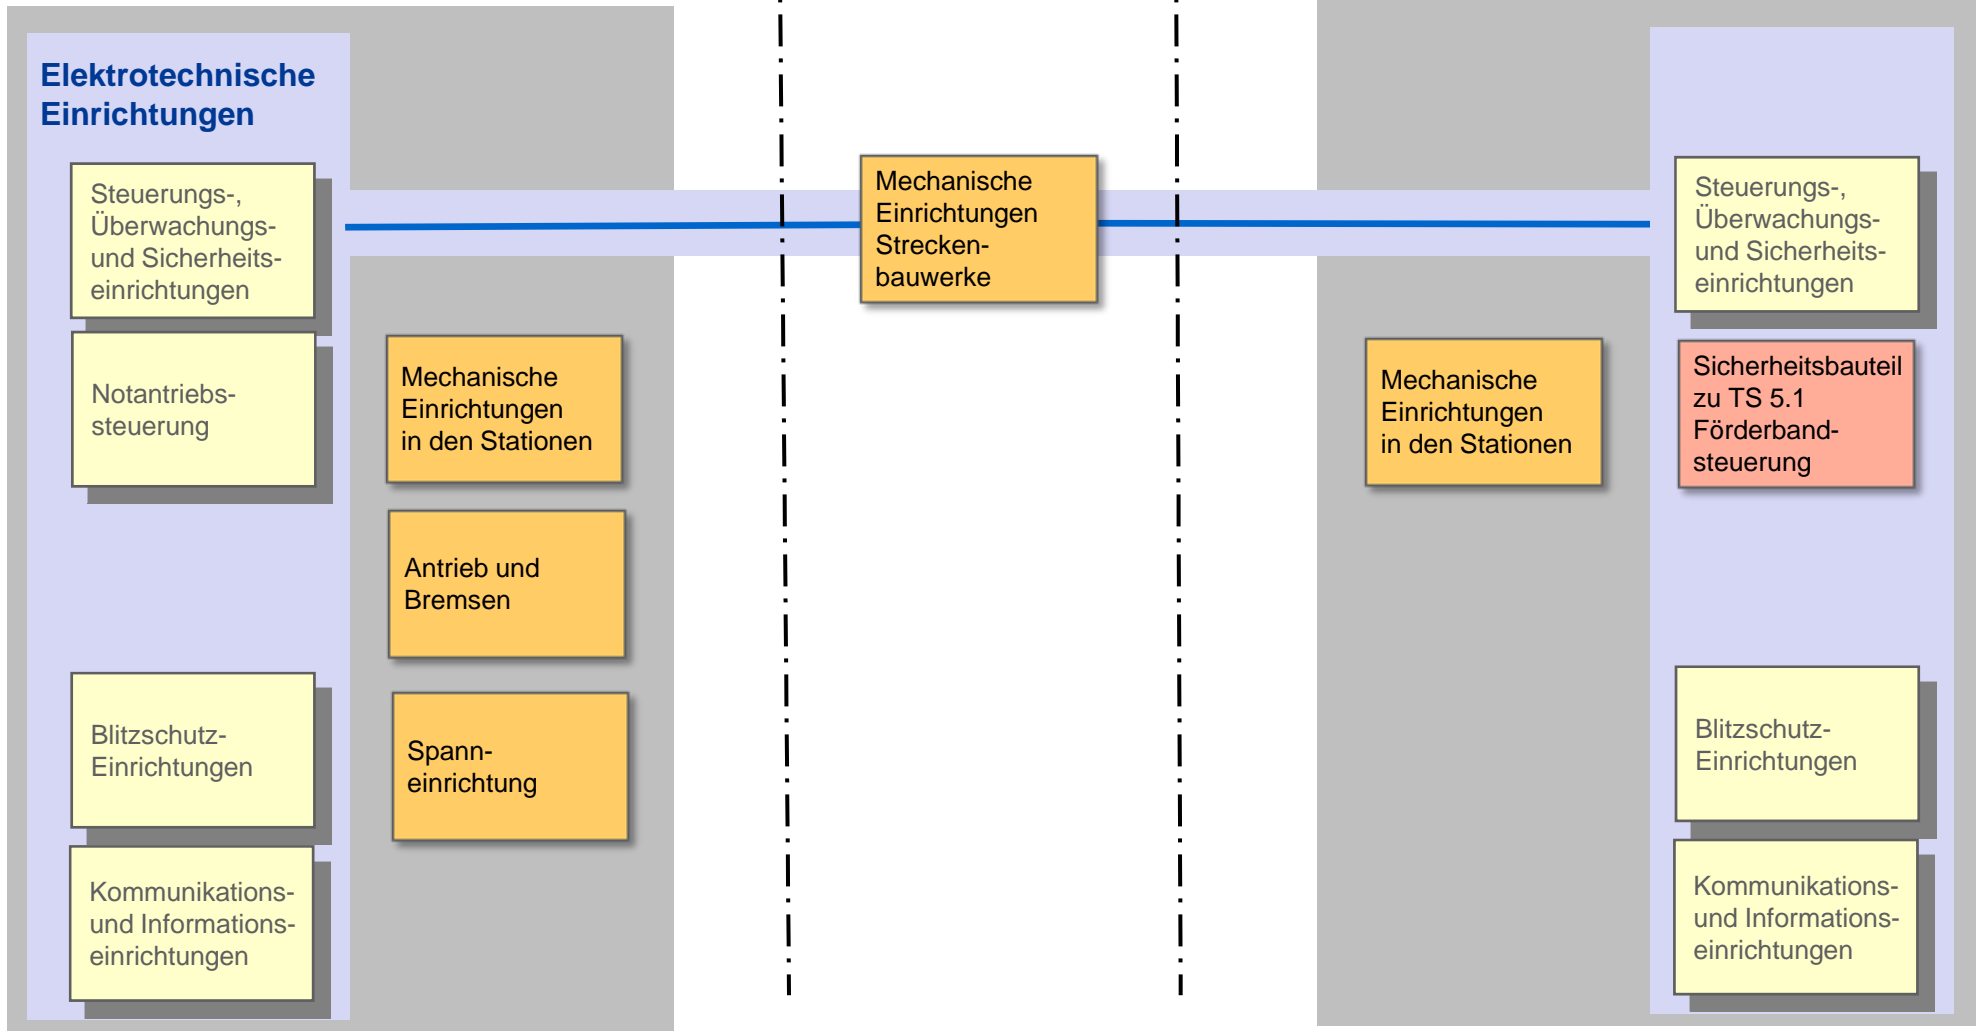 Elektrotechnische
Einrichtungen
Steuerungs-,
Überwachungs-
und Sicherheits-
einrichtungen
Notantriebs-
steuerung
Blitzschutz-
Einrichtungen
Kommunikations-
und Informations-
einrichtungen
Mechanische
Einrichtungen
in den Stationen
Antrieb und
Bremsen
Spann-
einrichtung
Mechanische
Einrichtungen
Strecken-
bauwerke
Mechanische
Einrichtungen
in den Stationen
Steuerungs-,
Überwachungs-
und Sicherheits-
einrichtungen
Sicherheitsbauteil
zu TS 5.1
Förderband-
steuerung
Blitzschutz-
Einrichtungen
Kommunikations-
und Informations-
einrichtungen